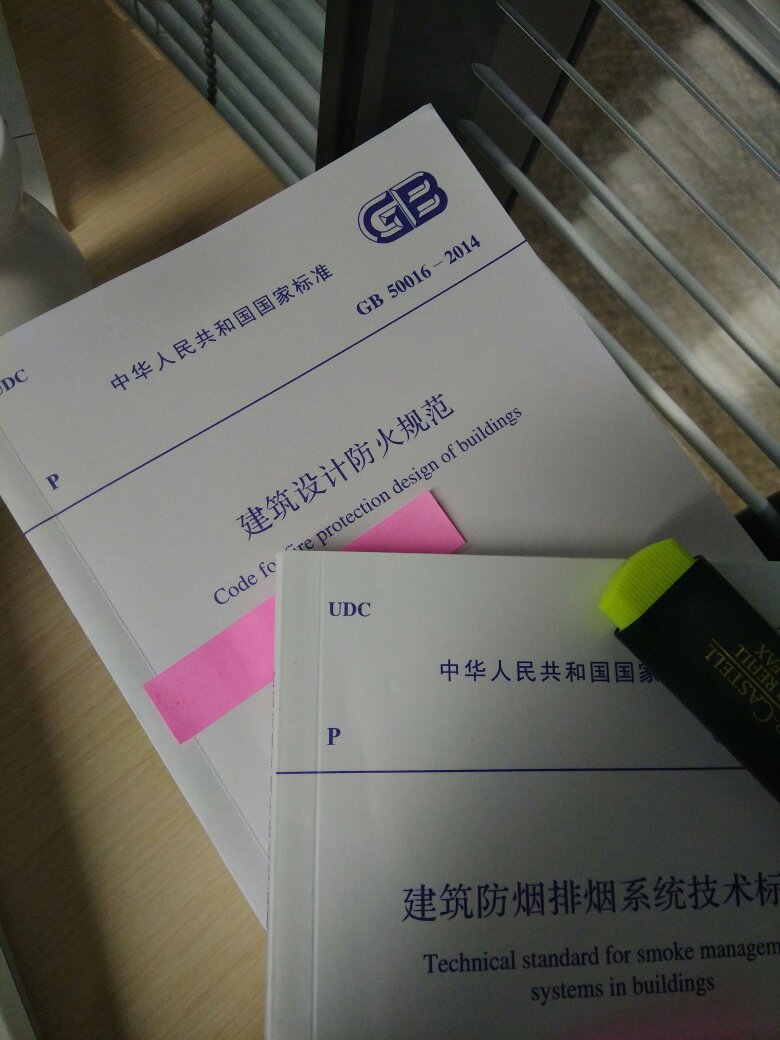 GB
中华人民共和国国家标准
UDC
GB 50016－2014
P
建筑设计防火规范
Code fire protection design of buildings
UDC
中华人民共和国国家
P
建筑防烟排烟系统技术标
Technical standard for smoke managem
systems in buildings
CASTELL
REFILL